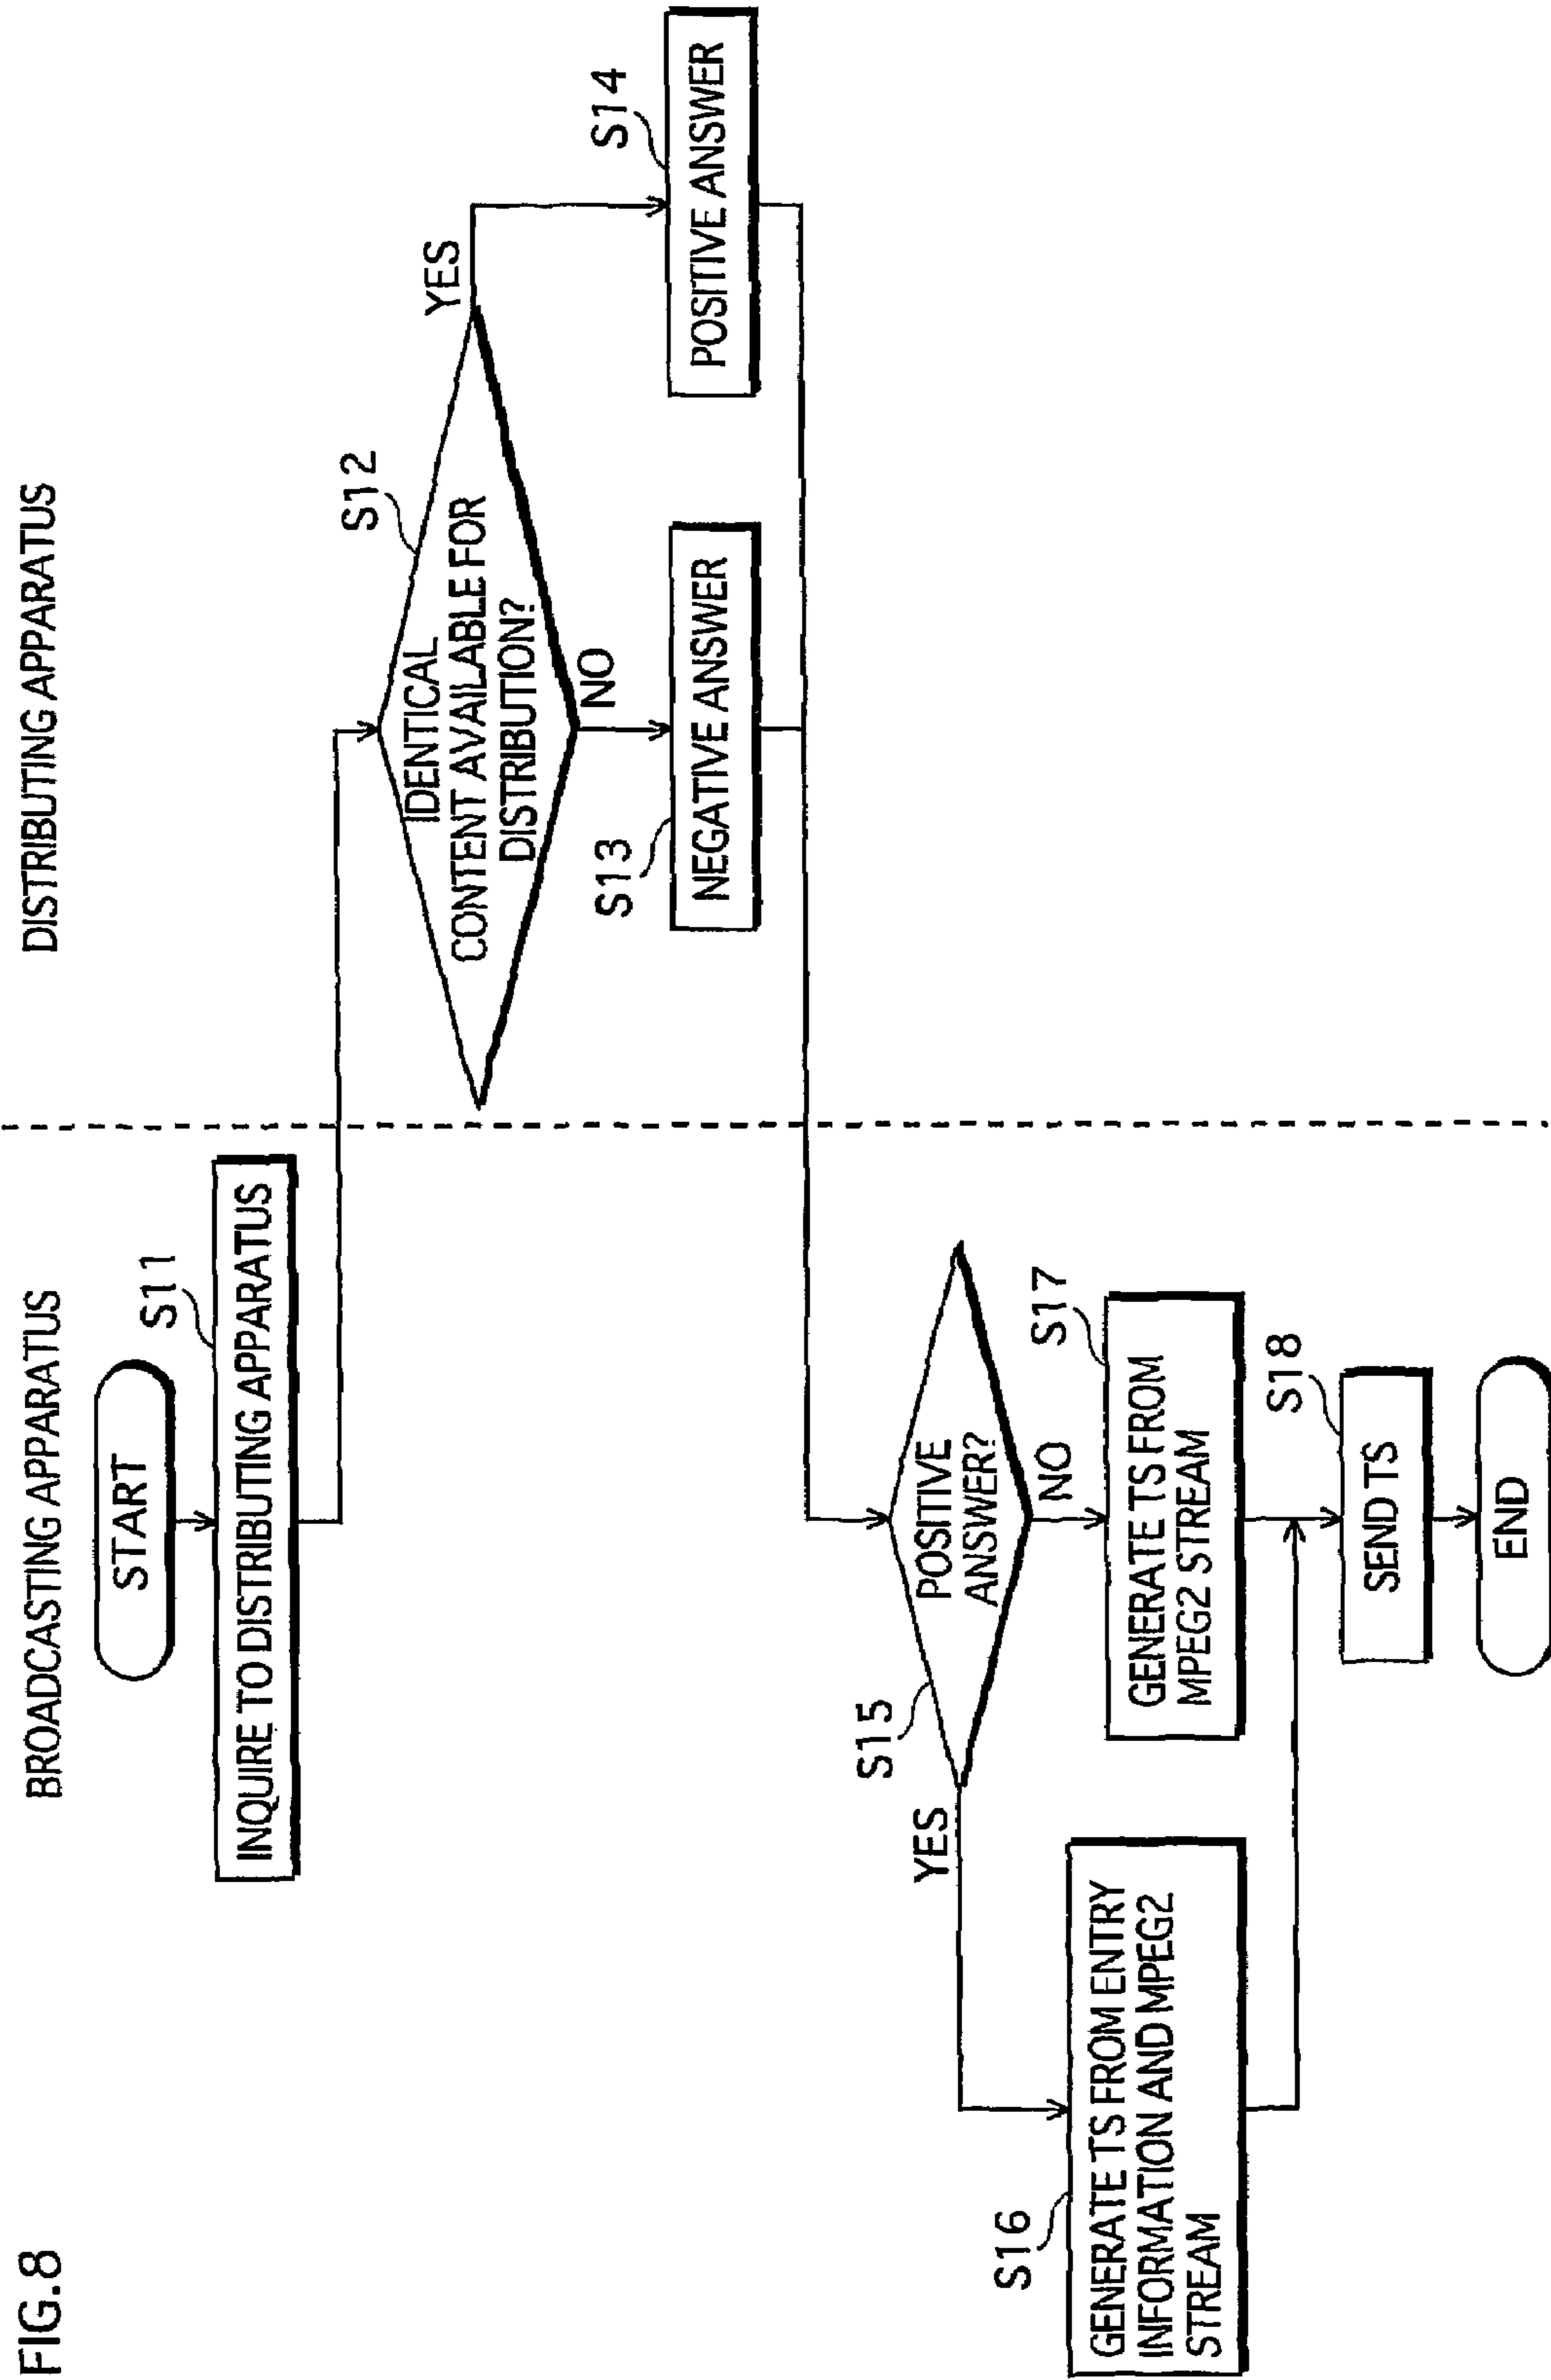 FIG.8
BROADCASTING APPARATUS
DISTRIBUTING APPARATUS
START
S11
INQUIRE TO DISTRIBUTING APPARATUS
S12
IDENTICAL
CONTENT AVAILABLE FOR
DISTRIBUTION?
YES
NO
S13
NEGATIVE ANSWER
S14
POSITIVE ANSWER
S15
POSITIVE
ANSWER?
YES
NO
S16
GENERATE TS FROM ENTRY
INFORMATION AND MPEG2
STREAM
S17
GENERATE TS FROM
MPEG2 STREAM
S18
SEND TS
END